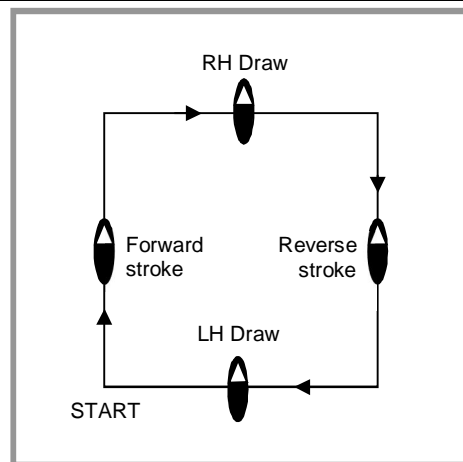 RH Draw
Forward
stroke
Reverse
stroke
LH Draw
START